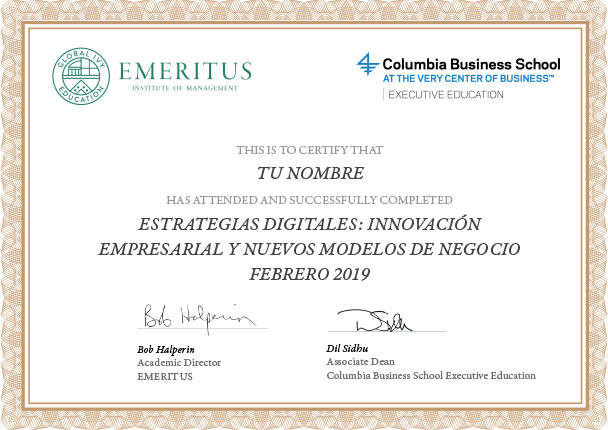 GLOBAL IVY
EDUCATION
EMERITUS
INSTITUTE OF MANAGEMENT
Columbia Business School
AT THE VERY CENTER OF BUSINESS™
EXECUTIVE EDUCATION
THIS IS TO CERTIFY THAT
TU NOMBRE
HAS ATTENDED AND SUCCESSFULLY COMPLETED
ESTRATEGIAS DIGITALES: INNOVACIÓN
EMPRESARIAL Y NUEVOS MODELOS DE NEGOCIO
FEBRERO 2019
Bob Halperin
Bob Halperin
Academic Director
EMERITUS
Dil Sidhu
Associate Dean
Columbia Business School Executive Education